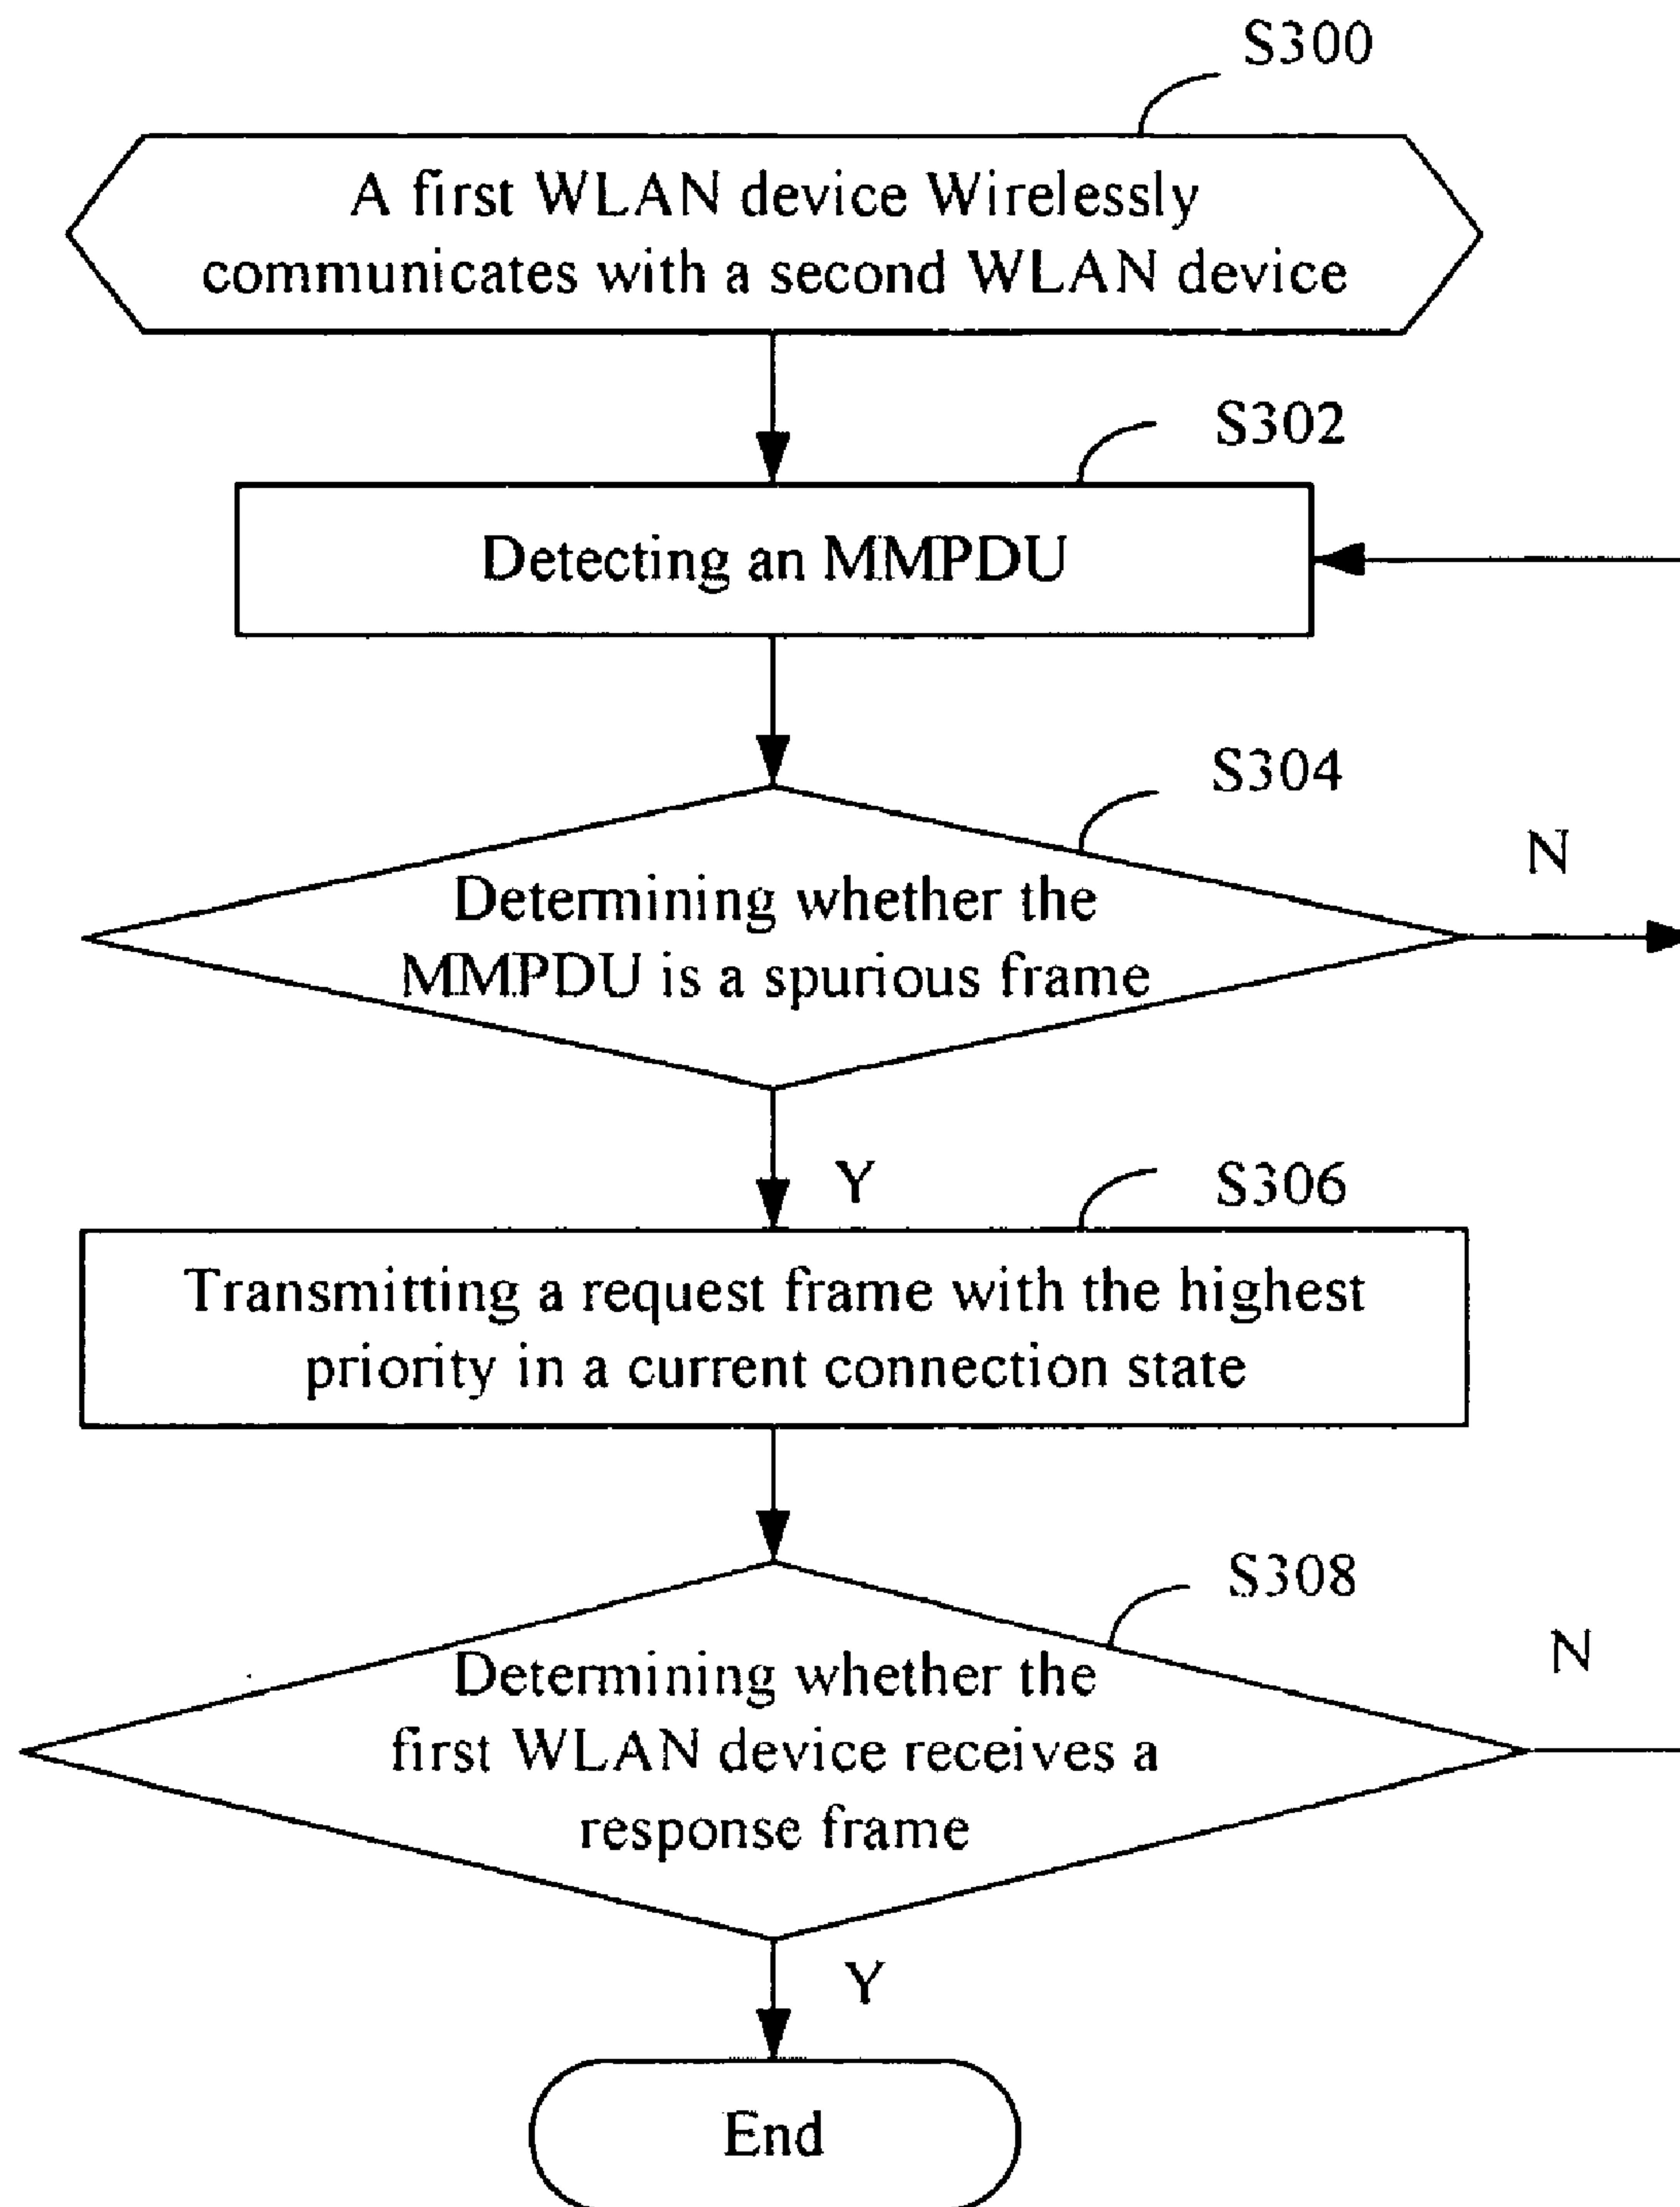 S300
A first WLAN device Wirelessly
communicates with a second WLAN device
S302
Detecting an MMPDU
S304
N
Determining whether the
MMPDU is a spurious frame
Y
S306
Transmitting a request frame with the highest
priority in a current connection state
S308
N
Determining whether the
first WLAN device receives a
response frame
Y
End